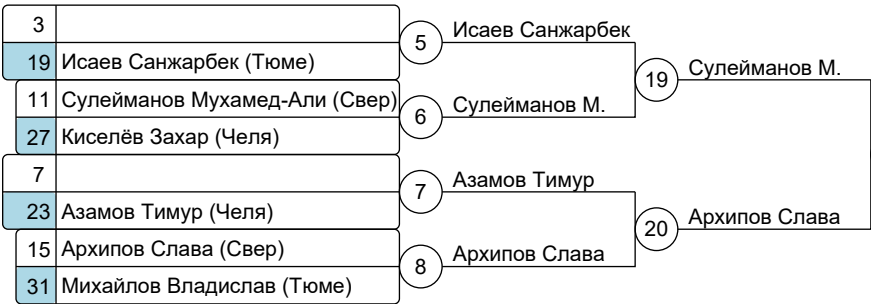 3
5
Исаев Санжарбек
19 Исаев Санжарбек (Тюме)
19
Сулейманов М.
11 Сулейманов Мухамед-Али (Свер)
6
Сулейманов М.
27 Киселёв Захар (Челя)
7
7
Азамов Тимур
23 Азамов Тимур (Челя)
20
Архипов Слава
15 Архипов Слава (Свер)
8
Архипов Слава
31 Михайлов Владислав (Тюме)